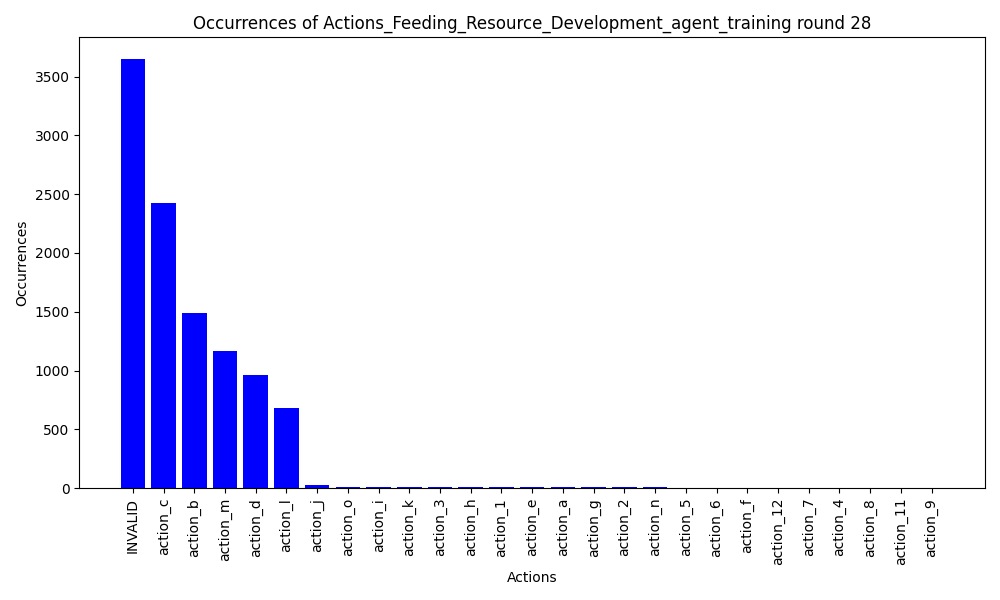 Occurrences of Actions_Feeding_Resource_Development_agent_training round 28
Occurrences
3500
3000
2500
2000
1500
1000
500
0
INVALID
action_c
action_b
action_m
action_d
action_l
action_j
action_o
action_i
action_k
action_3
action_h
action_1
action_e
action_a
action_g
action_2
action_n
action_5
action_6
action_f
action_12
action_7
action_4
action_8
action_11
action_9
Actions